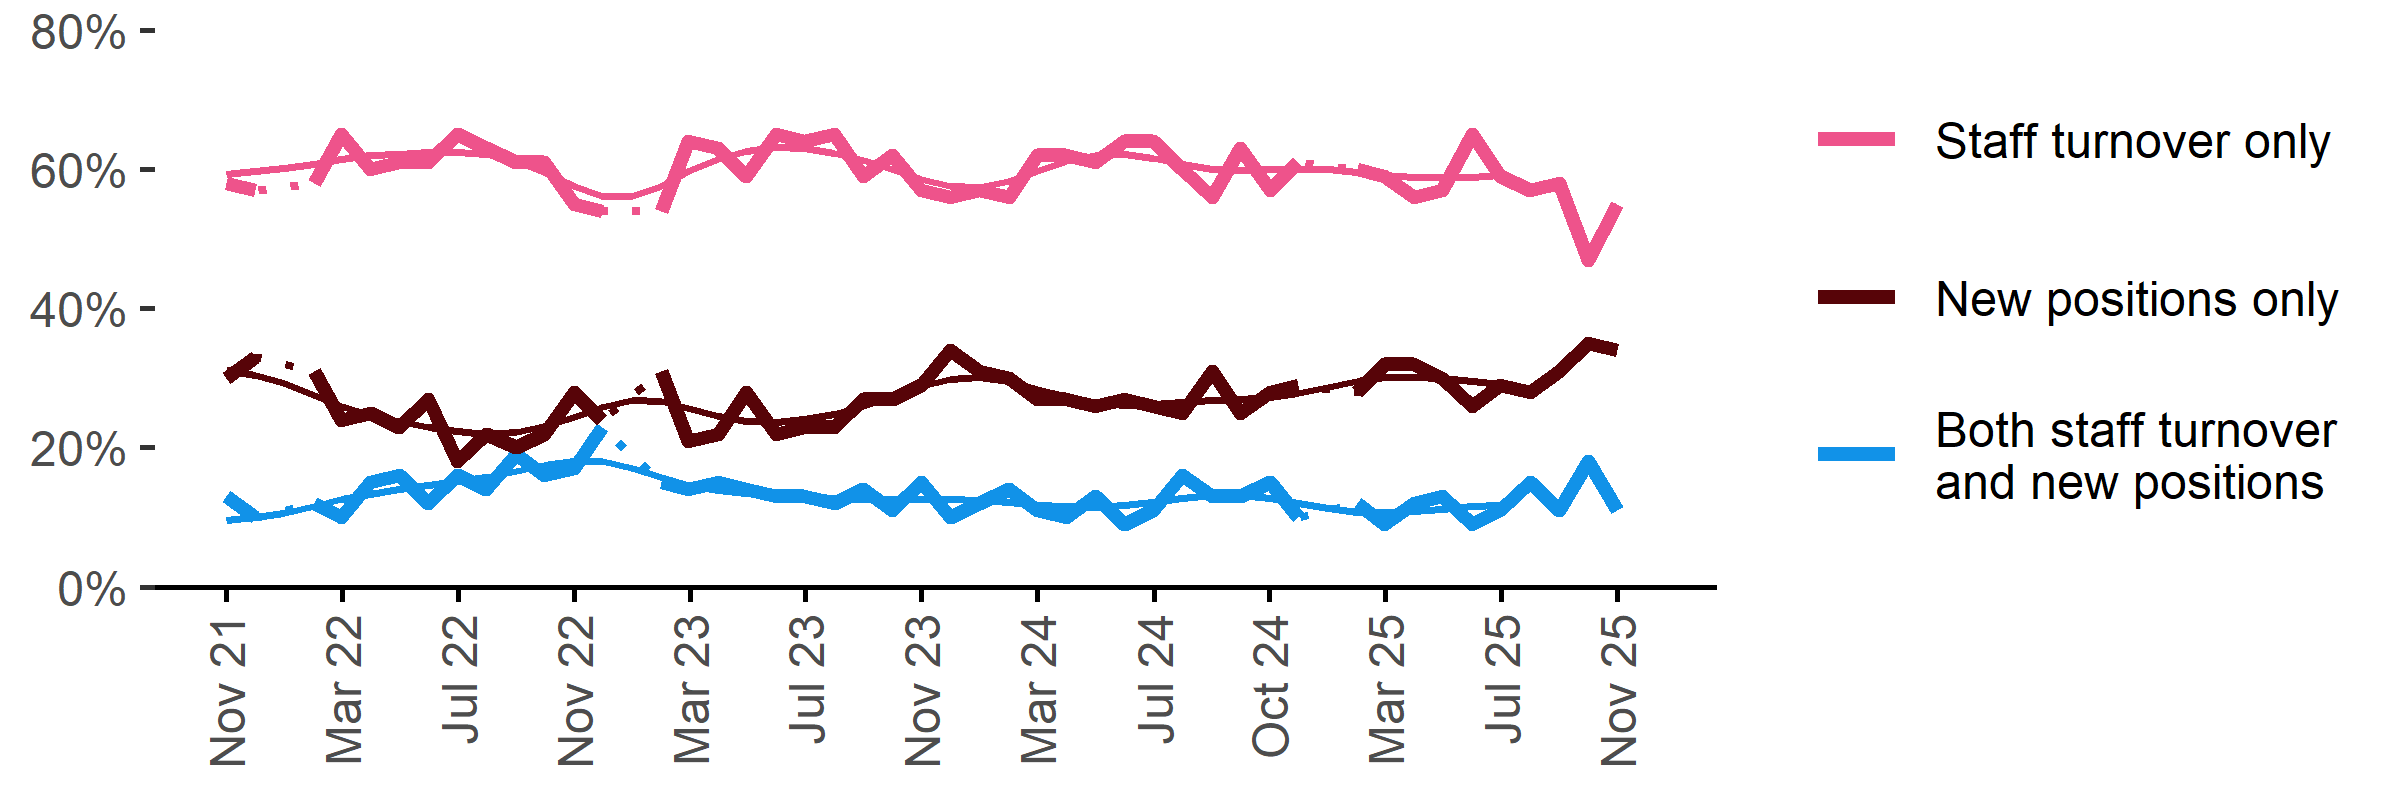 80%
60%
40%
20%
0%
Nov 21
Mar 22
Jul 22
Nov 22
Mar 23
Jul 23
Nov 23
Mar 24
Jul 24
Oct 24
Mar 25
Jul 25
Nov 25
Staff turnover only
New positions only
Both staff turnover
and new positions